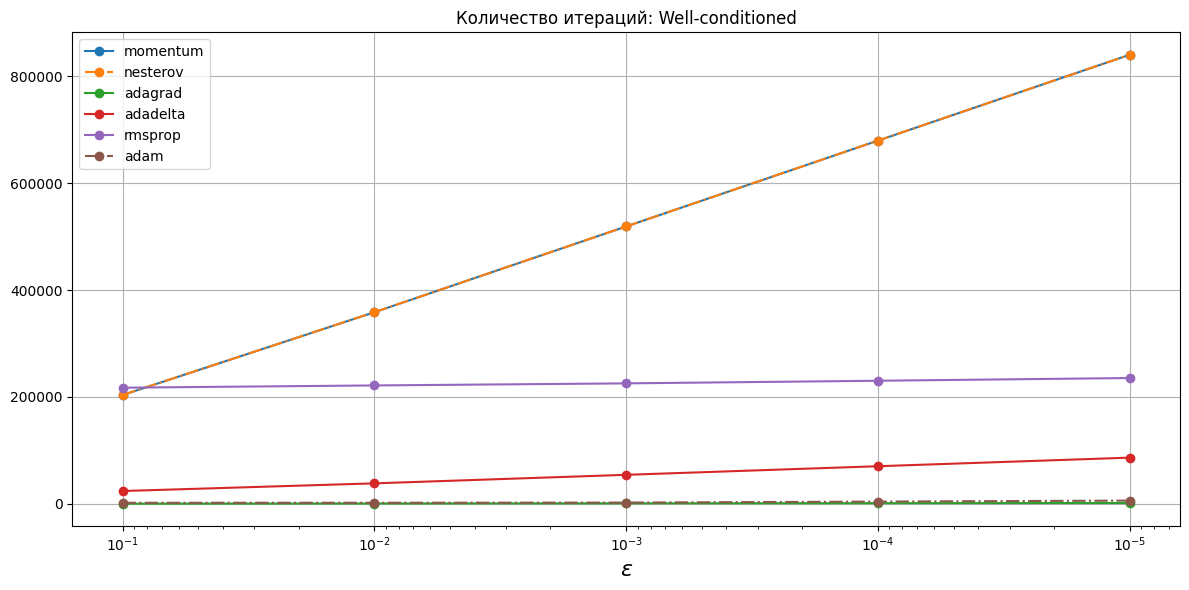 Количество итераций: Well-conditioned
momentum
nesterov
adagrad
adadelta
rmsprop
adam
800000
600000
400000
200000
0
10⁻¹ 10⁻² 10⁻³ 10⁻⁴ 10⁻⁵
ε